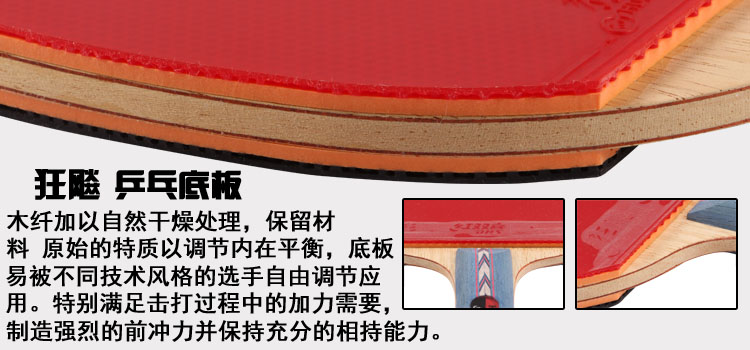 狂飚 乒乓底板
木纤加以自然干燥处理，保留材
料 原始的特质以调节内在平衡，底板
易被不同技术风格的选手自由调节应
用。特别满足击打过程中的加力需要，
制造强烈的前冲力并保持充分的相持能力。